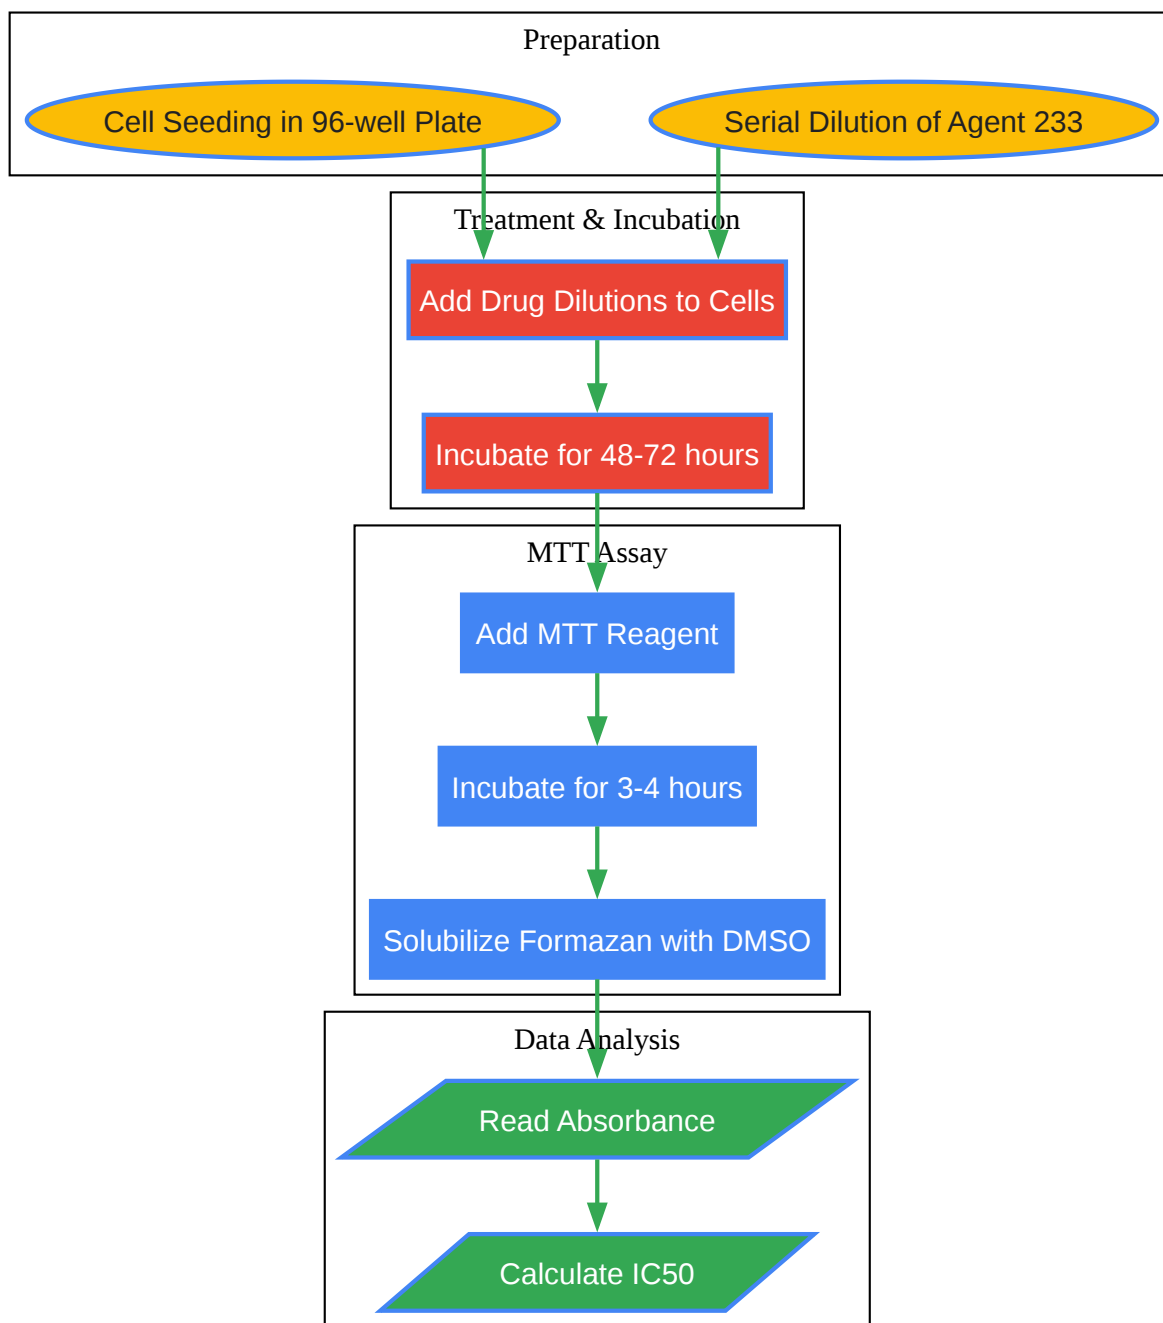 Preparation
Cell Seeding in 96-well Plate
Serial Dilution of Agent 233
Treatment & Incubation
Add Drug Dilutions to Cells
Incubate for 48-72 hours
MTT Assay
Add MTT Reagent
Incubate for 3-4 hours
Solubilize Formazan with DMSO
Data Analysis
Read Absorbance
Calculate IC50